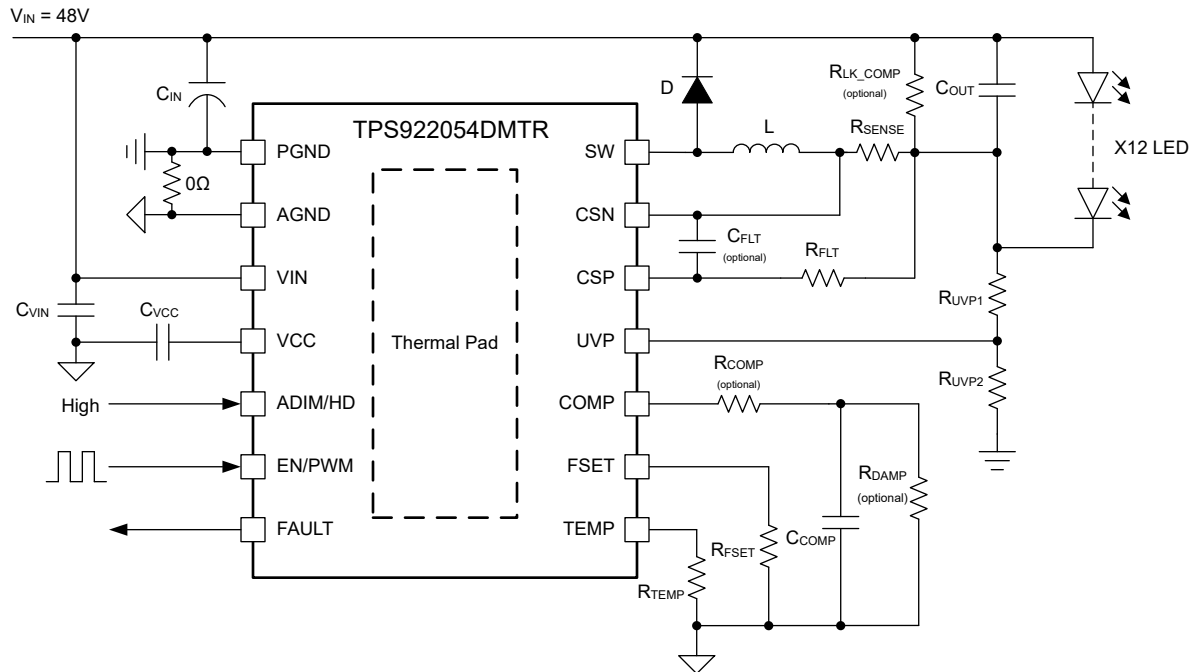 VIN = 48V
CIN
D
RLK_COMP
(optional)
COUT
TPS922054DMTR
L
RSENSE
X12 LED
PGND
SW
0Ω
AGND
CSN
CFLT
(optional)
RFLT
VIN
CSP
RUVP1
CVIN
CVCC
VCC
Thermal Pad
UVP
RCOMP
(optional)
RUVP2
High
ADIM/HD
COMP
EN/PWM
FSET
RDAMP
(optional)
FAULT
TEMP
RFSET
CCOMP
RTEMP